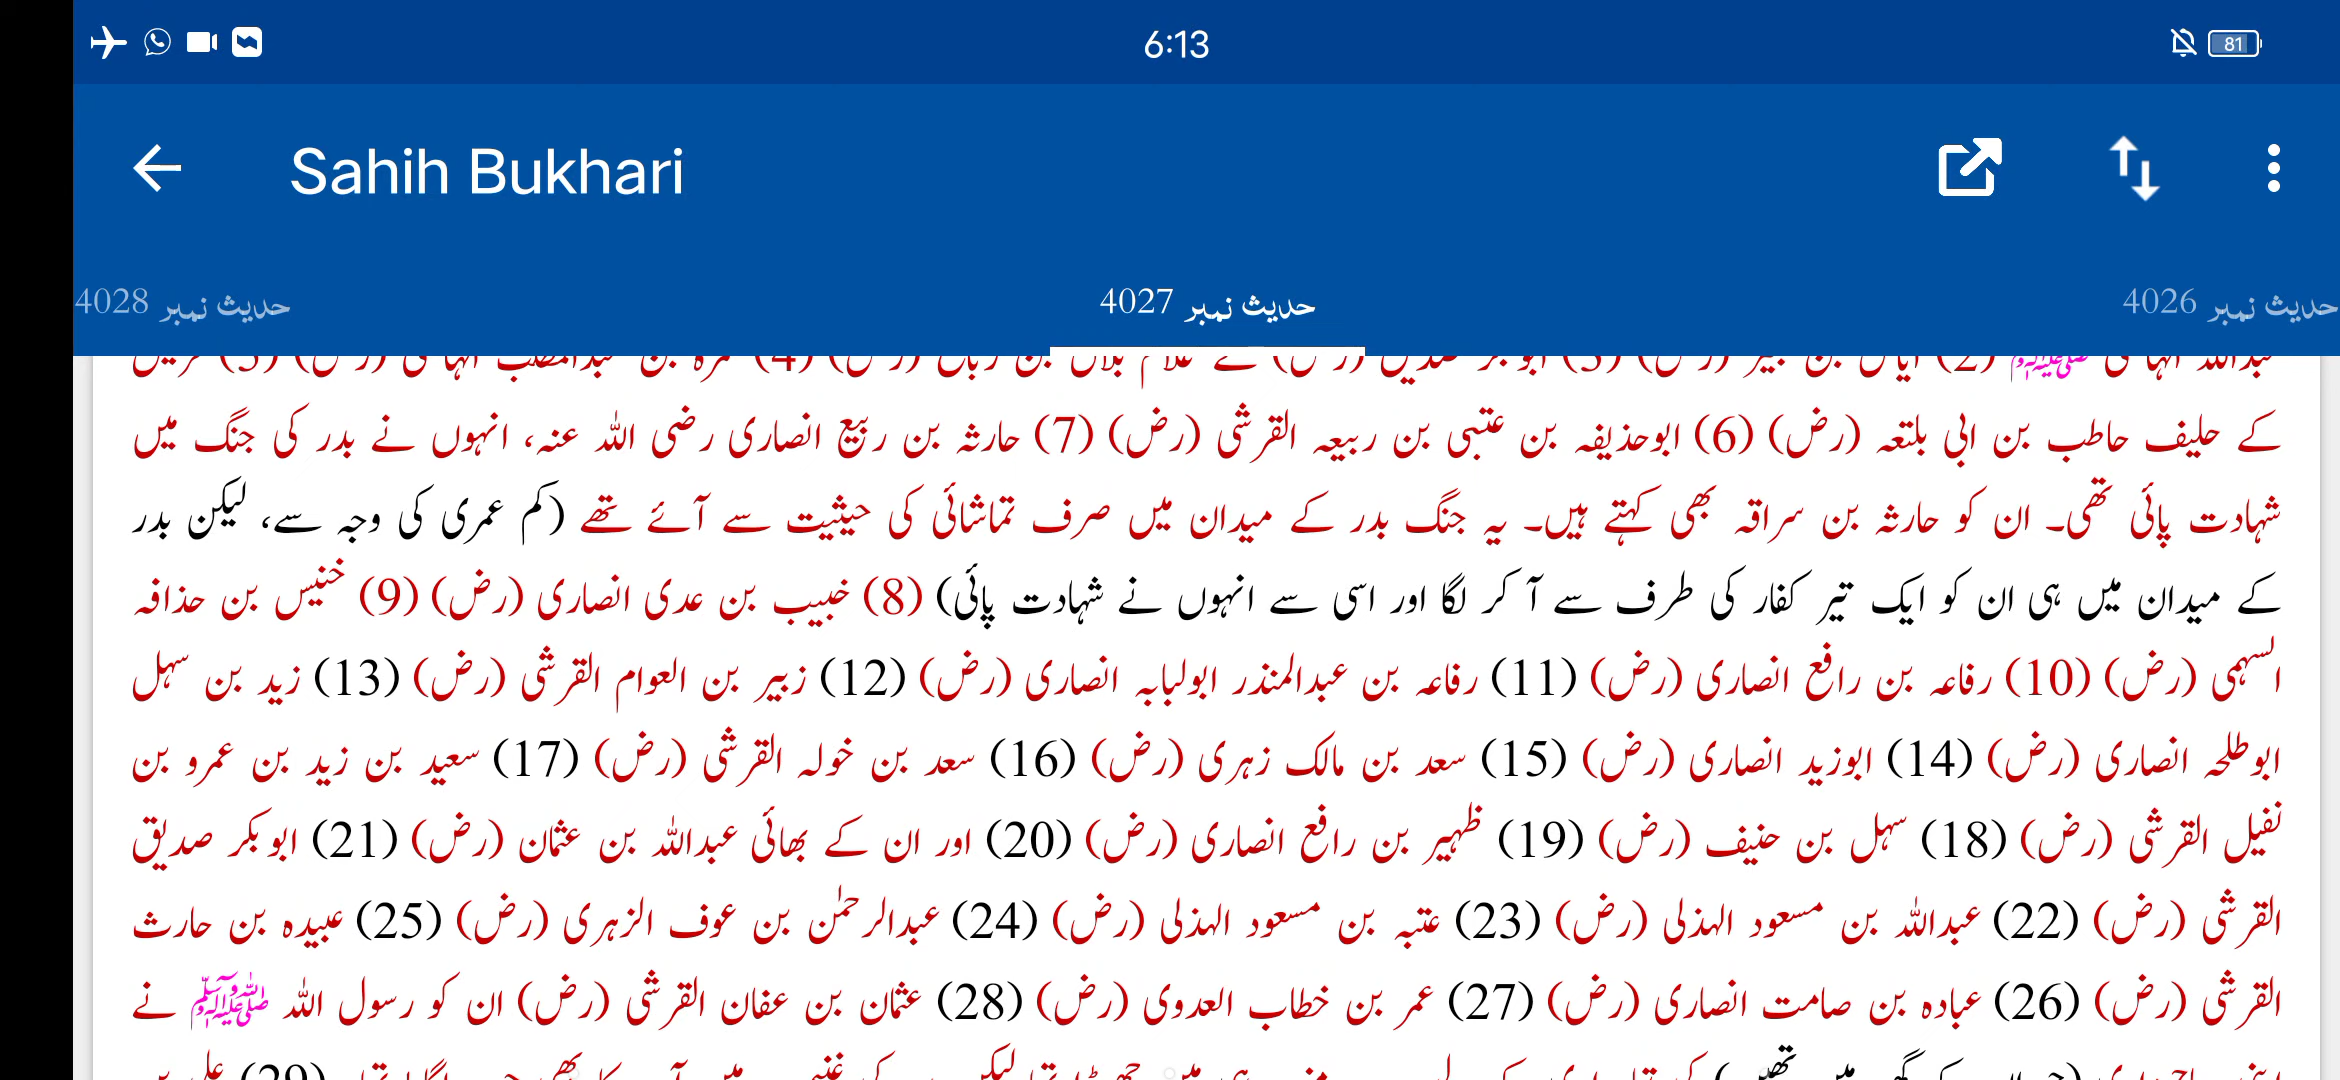 6:13
81
Sahih Bukhari
حدیث نمبر 4026
حدیث نمبر 4027
حدیث نمبر 4028
کے حلیف حاطب بن ابی بلتعہ (رض) (6) ابوحذیفہ بن عتبی بن ربیعہ القرشی (رض) (7) حارثہ بن ربیع انصاری رضی اللہ عنہ، انہوں نے بدر کی جنگ میں
شہادت پائی تھی۔ ان کو حارثہ بن سراقہ بھی کہتے ہیں۔ یہ جنگ بدر کے میدان میں صرف تماشائی کی حیثیت سے آئے تھے (کم عمری کی وجہ سے، لیکن بدر
کے میدان میں ہی ان کو ایک تیر کفار کی طرف سے آ کر لگا اور اسی سے انہوں نے شہادت پائی) (8) خبیب بن عدی انصاری (رض) (9) خنیس بن حذافہ
السہمی (رض) (10) رفاعہ بن رافع انصاری (رض) (11) رفاعہ بن عبدالمنذر ابولبابہ انصاری (رض) (12) زبیر بن العوام القرشی (رض) (13) زید بن سہل
ابوطلحہ انصاری (رض) (14) ابوزید انصاری (رض) (15) سعد بن مالک زہری (رض) (16) سعد بن خولہ القرشی (رض) (17) سعید بن زید بن عمرو بن
نفیل القرشی (رض) (18) سہل بن حنیف (رض) (19) ظہیر بن رافع انصاری (رض) (20) اور ان کے بھائی عبداللہ بن عثمان (رض) (21) ابوبکر صدیق
القرشی (رض) (22) عبداللہ بن مسعود الہذلی (رض) (23) عتبہ بن مسعود الہذلی (رض) (24) عبدالرحمٰن بن عوف الزہری (رض) (25) عبیدہ بن حارث
القرشی (رض) (26) عبادہ بن صامت انصاری (رض) (27) عمر بن خطاب العدوی (رض) (28) عثمان بن عفان القرشی (رض) ان کو رسول اللہ ﷺ نے